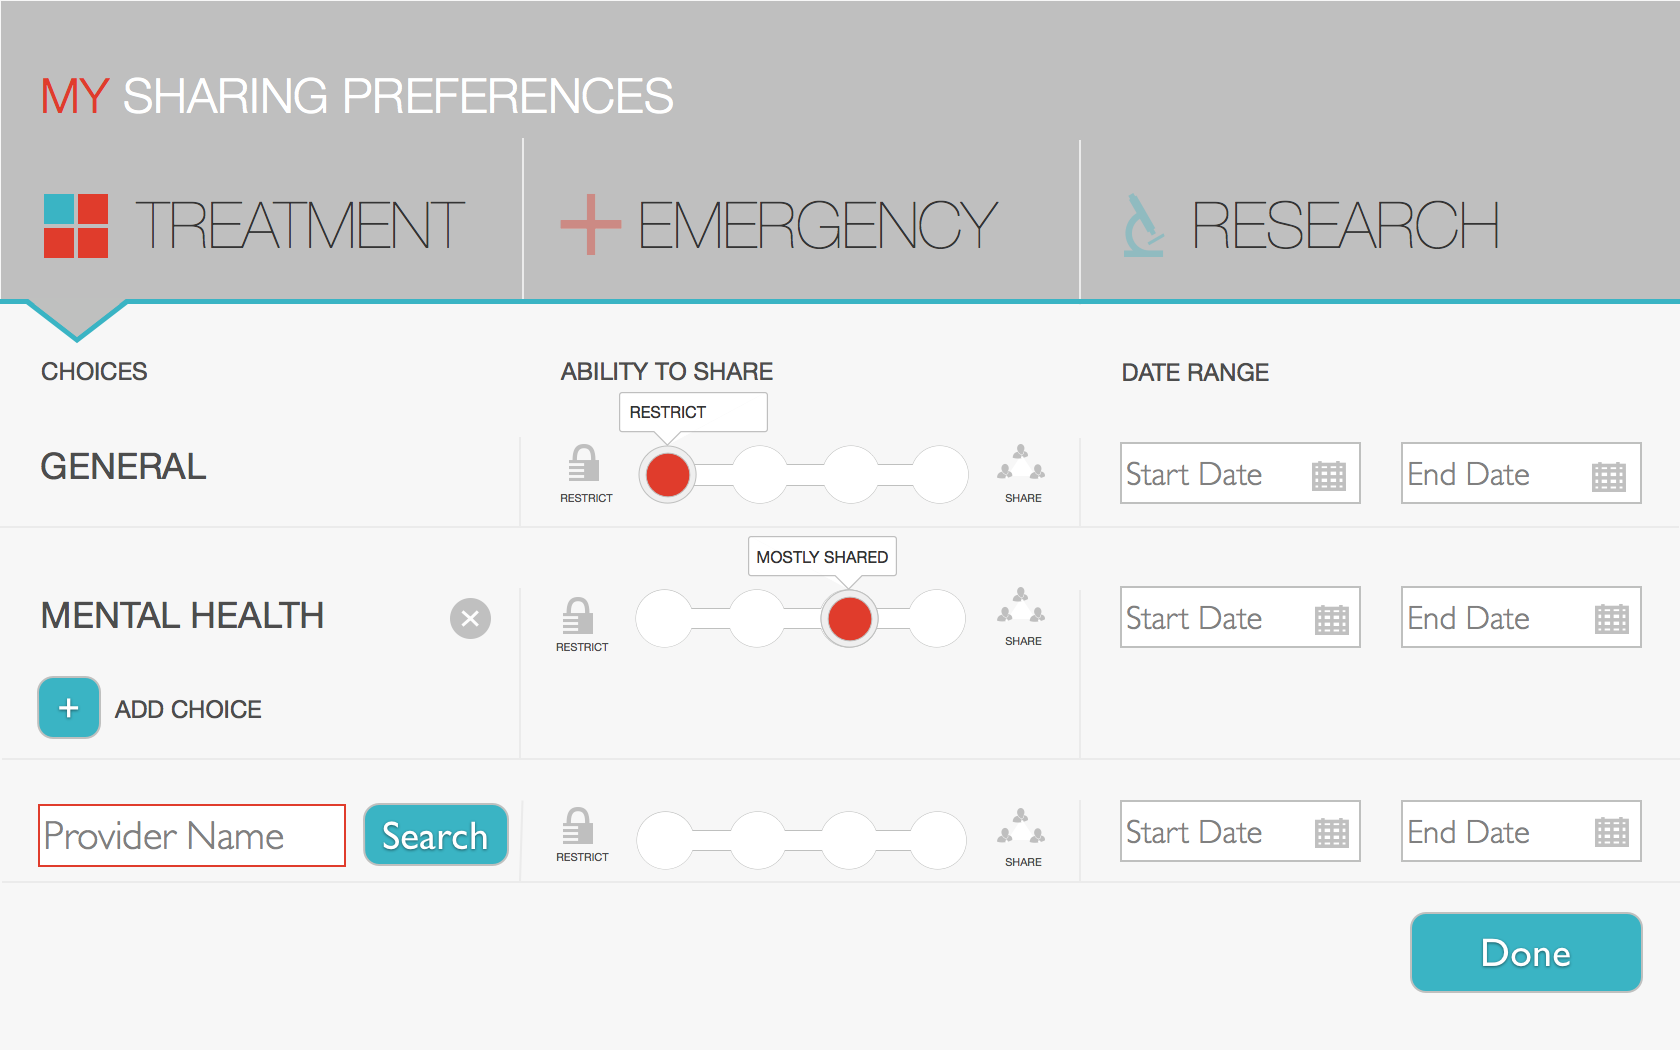 MY SHARING PREFERENCES
TREATMENT
EMERGENCY
RESEARCH
CHOICES
ABILITY TO SHARE
DATE RANGE
RESTRICT
GENERAL
RESTRICT
SHARE
Start Date
End Date
MOSTLY SHARED
MENTAL HEALTH
RESTRICT
SHARE
Start Date
End Date
+ ADD CHOICE
Provider Name
Search
RESTRICT
SHARE
Start Date
End Date
Done